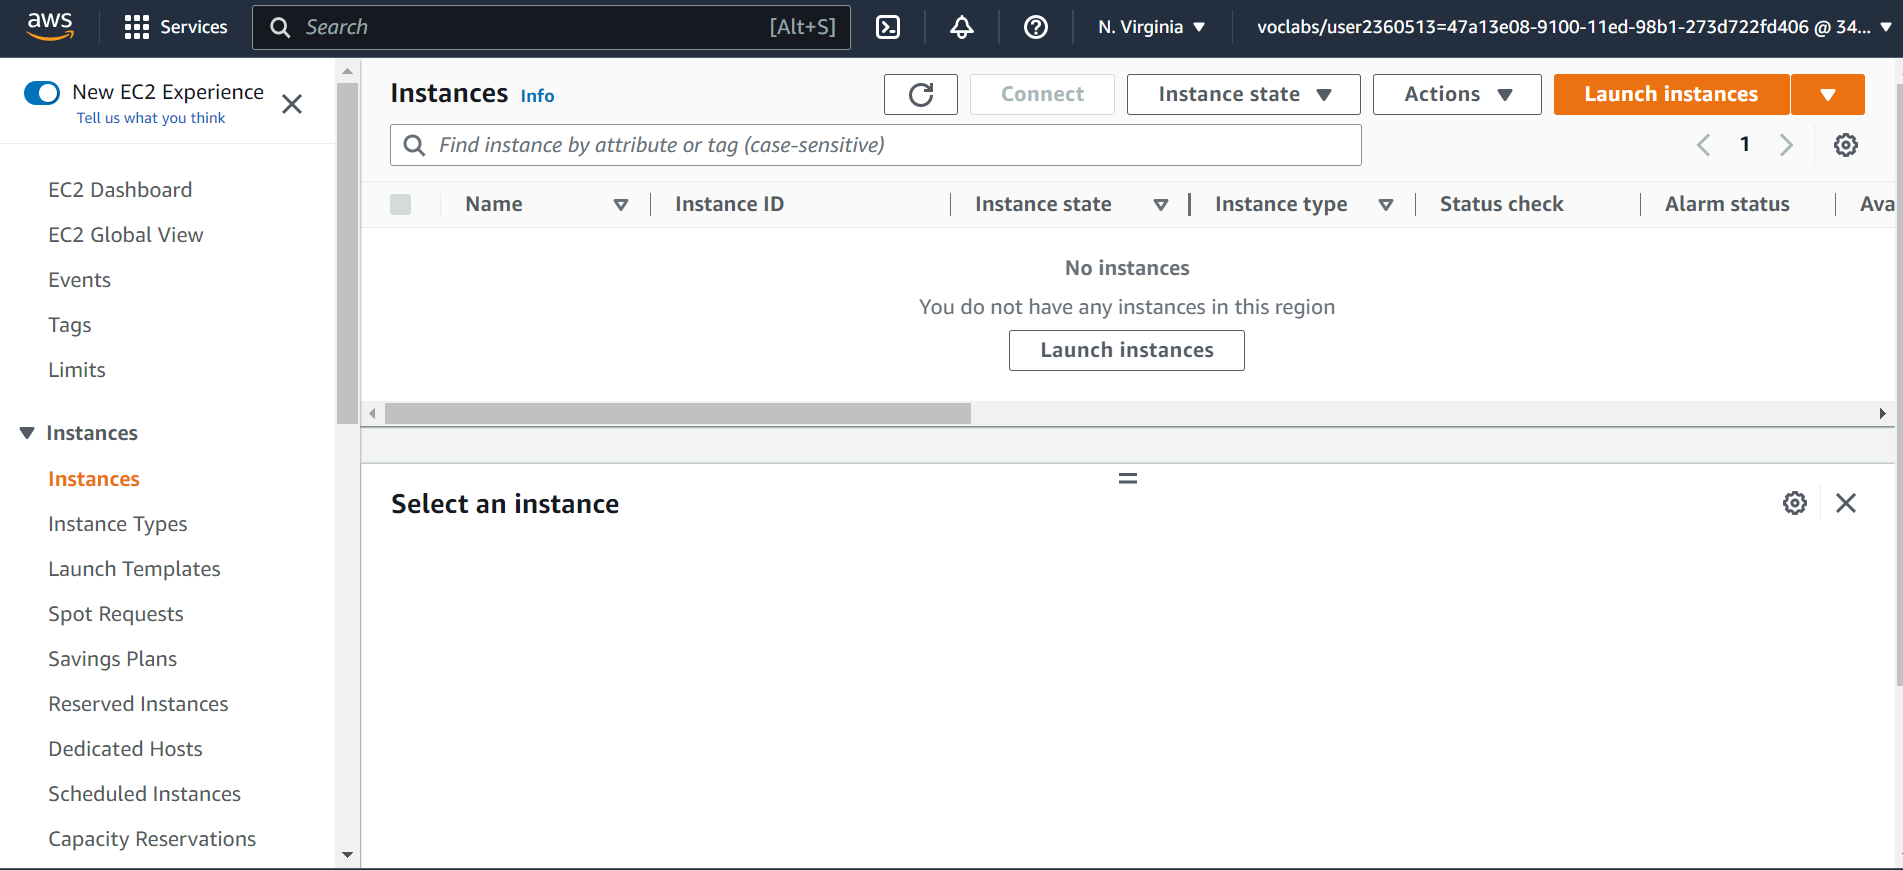 aws
Services
Search [Alt+S]
N. Virginia
voclabs/user2360513=47a13e08-9100-11ed-98b1-273d722fd406 @ 34...
New EC2 Experience
Tell us what you think
EC2 Dashboard
EC2 Global View
Events
Tags
Limits
Instances
Instances
Instance Types
Launch Templates
Spot Requests
Savings Plans
Reserved Instances
Dedicated Hosts
Scheduled Instances
Capacity Reservations
Instances Info
Connect
Instance state
Actions
Launch instances
Find instance by attribute or tag (case-sensitive)
1
Name Instance ID Instance state Instance type Status check Alarm status Ava
No instances
You do not have any instances in this region
Launch instances
Select an instance